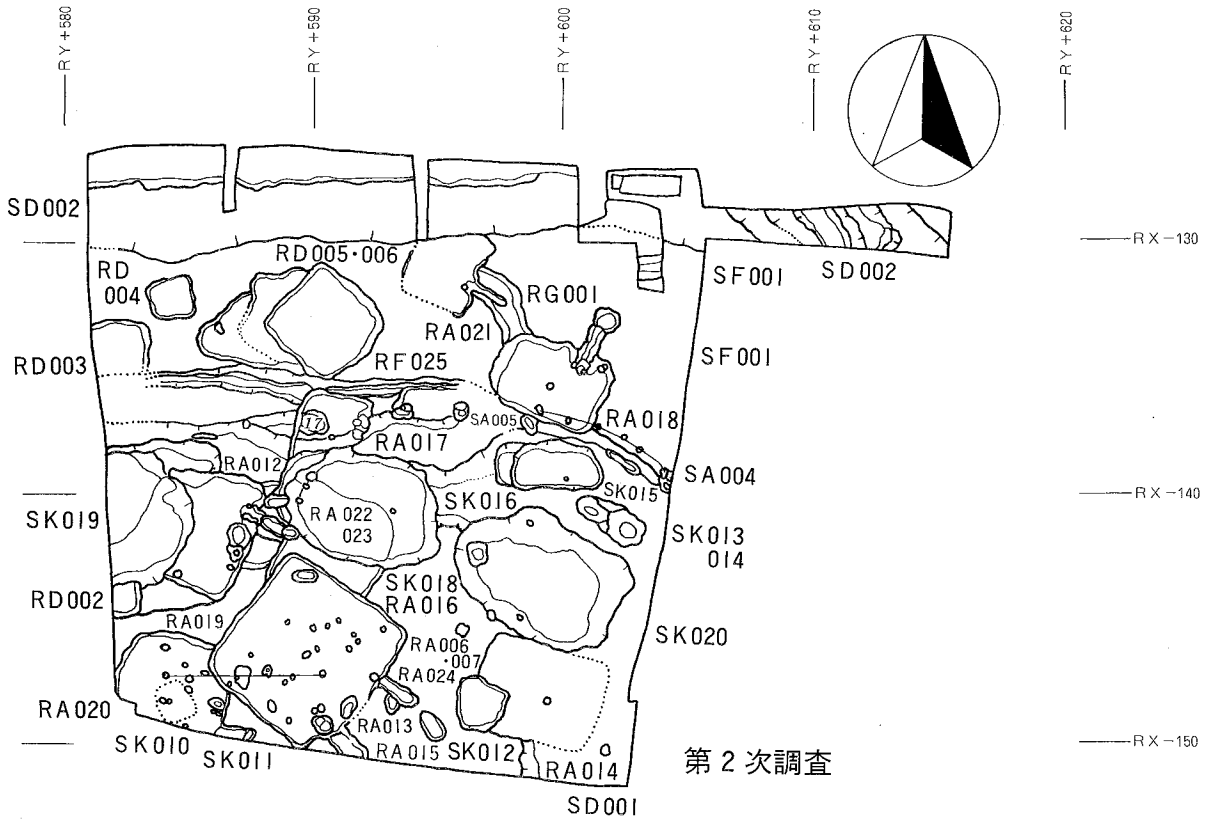 RY+580
RY+590
RY+600
RY+610
RY+620
SD002
RX-130
RD005・006
RD
004
SF001
SD002
RG001
RA021
RD003
RF025
SF001
17
SA005
RA018
RA017
RA012
SA004
SK016
SK015
RX-140
SK019
RA022
023
SK013
014
SK018
RD002
RA016
RA019
RA006
・007
SK020
RA024
RA020
RA013
SK010
RA015
SK012
SK011
RA014
第2次調査
RX-150
SD001